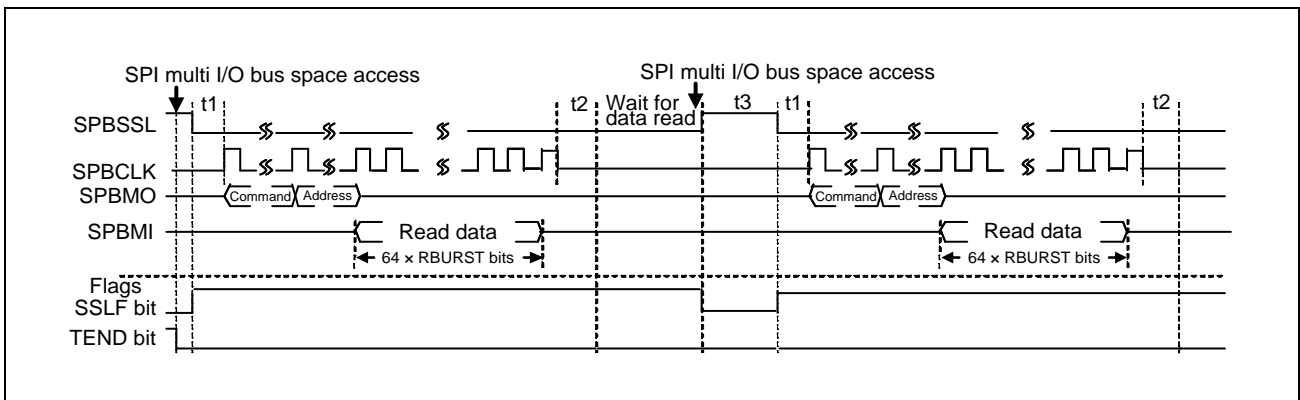 SPI multi I/O bus space access
SPI multi I/O bus space access
t1
t2
Wait for
data read
t3
t1
t2
SPBSSL
SPBCLK
SPBMO
Command
Address
Command
Address
SPBMI
Read data
Read data
64 × RBURST bits
64 × RBURST bits
Flags
SSLF bit
TEND bit